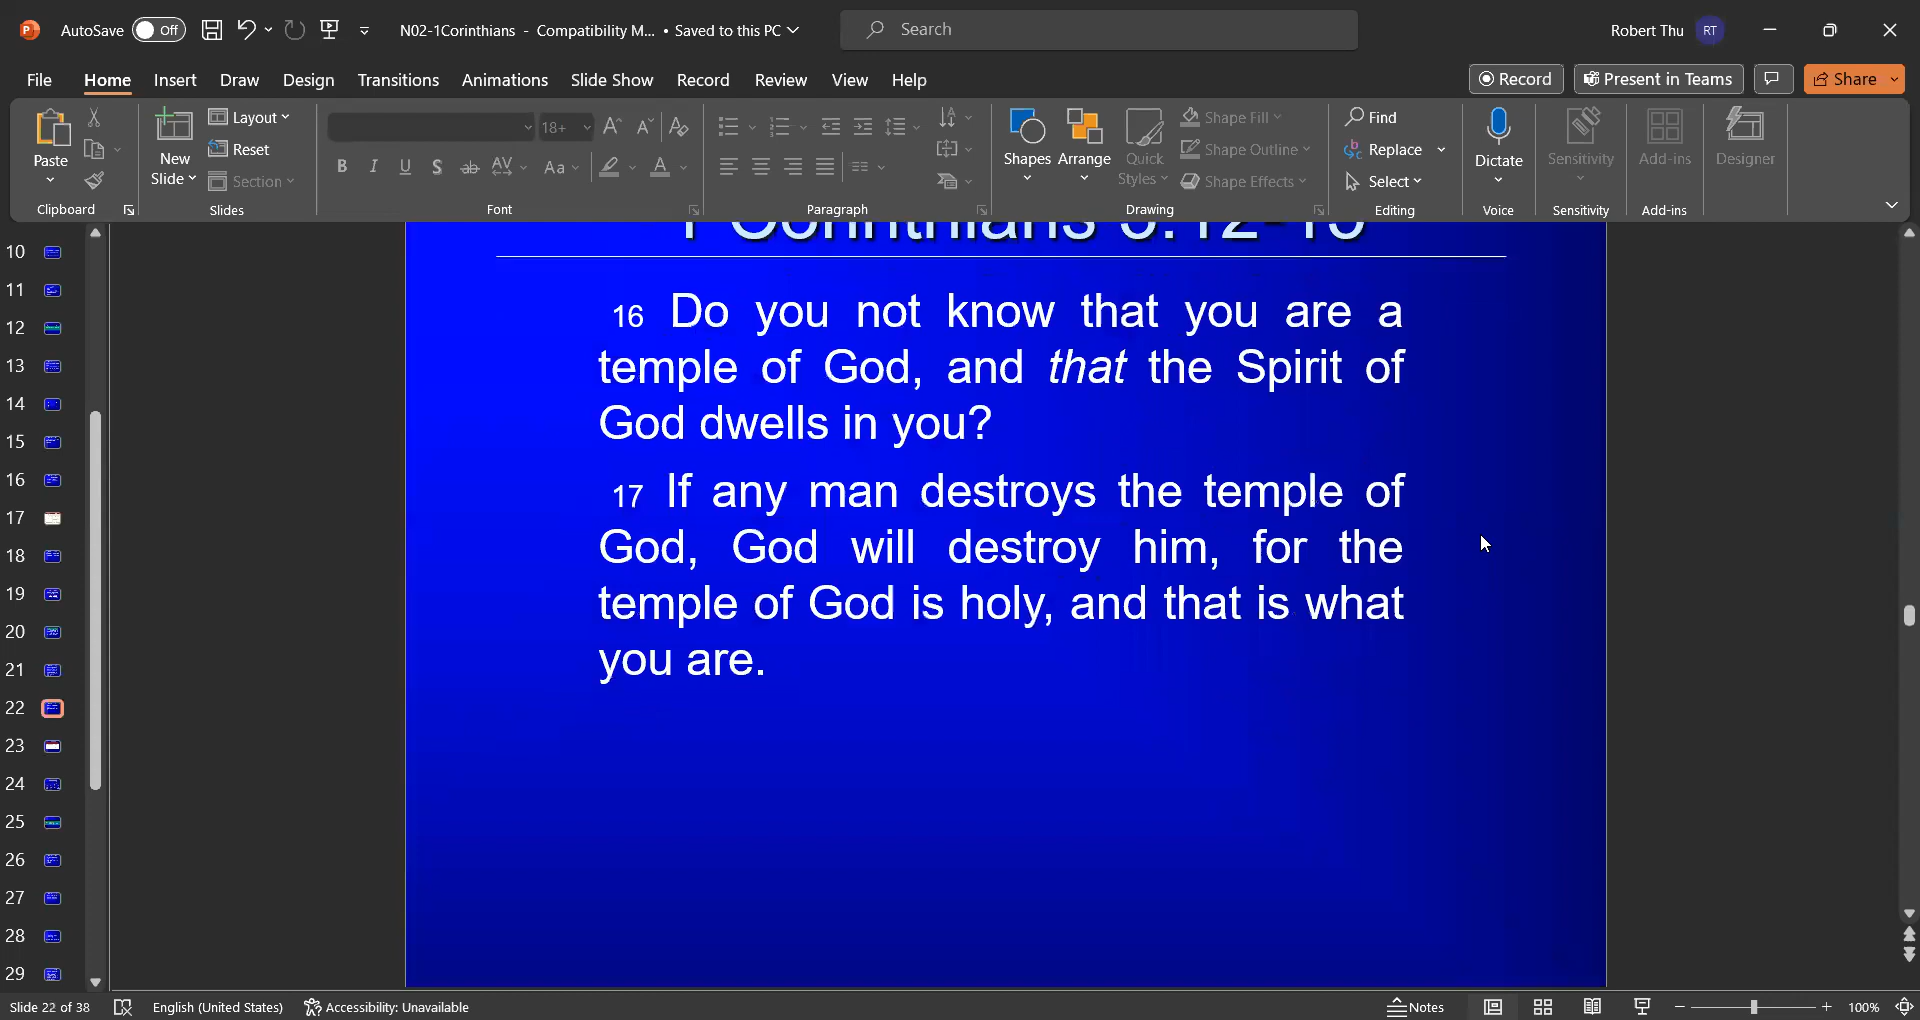 AutoSave Off N02-1Corinthians - Compatibility M... • Saved to this PC Search Robert Thu RT
File Home Insert Draw Design Transitions Animations Slide Show Record Review View Help Record Present in Teams Share
Paste New Slide Layout Reset Section 18+ Shapes Arrange Quick Styles Shape Fill Shape Outline Shape Effects Find Replace Select Dictate Sensitivity Add-ins Designer
Clipboard Slides Font Paragraph Drawing Editing Voice Sensitivity Add-ins
1 Corinthians 3:12-15
16 Do you not know that you are a
temple of God, and that the Spirit of
God dwells in you?
17 If any man destroys the temple of
God, God will destroy him, for the
temple of God is holy, and that is what
you are.
10
11
12
13
14
15
16
17
18
19
20
21
22
23
24
25
26
27
28
29
Slide 22 of 38 English (United States) Accessibility: Unavailable Notes 100%